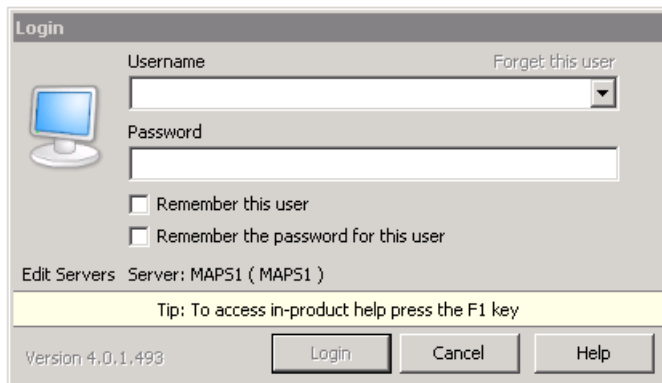 Login
Username Forget this user
Password
Remember this user
Remember the password for this user
Edit Servers Server: MAPS1 ( MAPS1 )
Tip: To access in-product help press the F1 key
Version 4.0.1.493 Login Cancel Help